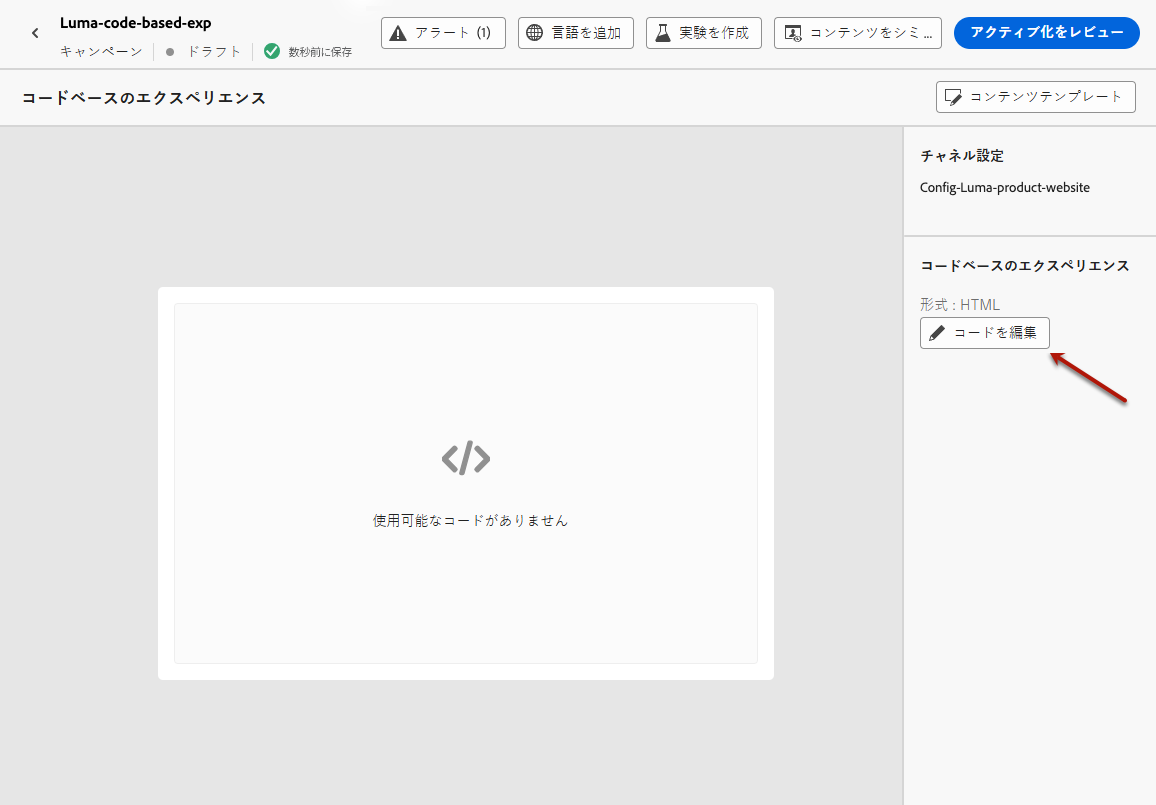 Luma-code-based-exp
キャンペーン ドラフト 数秒前に保存
アラート (1) 言語を追加 実験を作成 コンテンツをシミ... アクティブ化をレビュー
コードベースのエクスペリエンス コンテンツテンプレート
チャネル設定
Config-Luma-product-website
コードベースのエクスペリエンス
形式 : HTML
コードを編集
使用可能なコードがありません